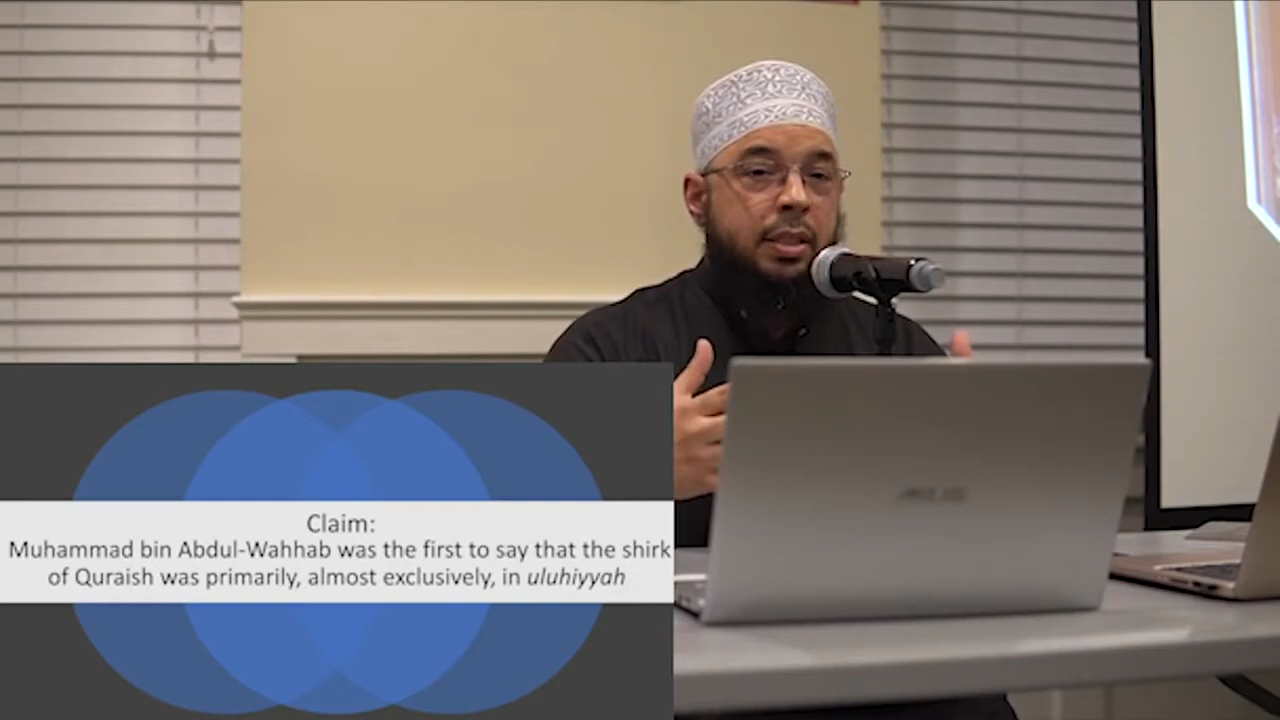 Claim:
Muhammad bin Abdul-Wahhab was the first to say that the shirk
of Quraish was primarily, almost exclusively, in uluhiyyah
ASUS